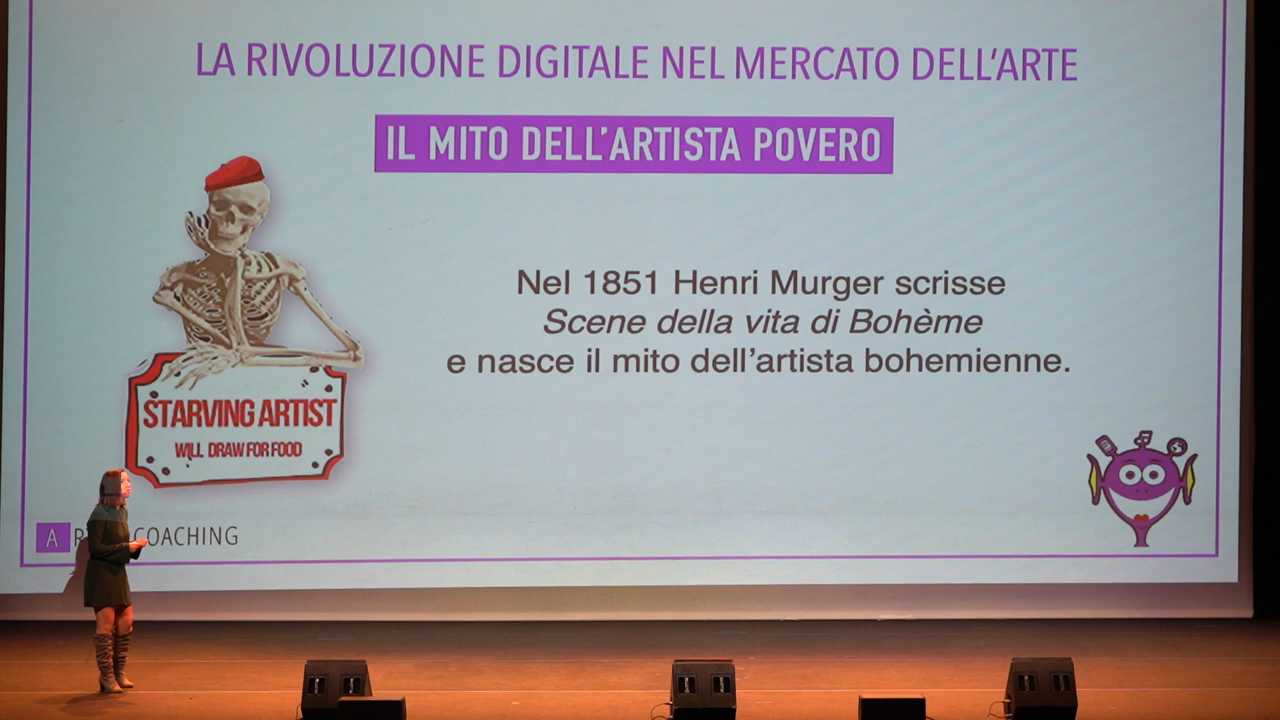 LA RIVOLUZIONE DIGITALE NEL MERCATO DELL'ARTE
IL MITO DELL'ARTISTA POVERO
Nel 1851 Henri Murger scrisse
Scene della vita di Bohème
e nasce il mito dell'artista bohemienne.
STARVING ARTIST
WILL DRAW FOR FOOD
COACHING